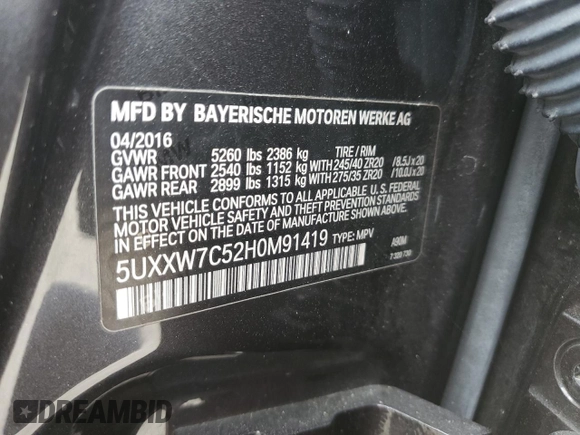 MFD BY BAYERISCHE MOTOREN WERKE AG
04/2016
GVWR 5260 lbs 2386 kg TIRE / RIM
GAWR FRONT 2540 lbs 1152 kg WITH 245/40 ZR20 /8.5Jx20
GAWR REAR 2899 lbs 1315 kg WITH 275/35 ZR20 /10.0Jx20
THIS VEHICLE CONFORMS TO ALL APPLICABLE U.S. FEDERAL
MOTOR VEHICLE SAFETY AND THEFT PREVENTION STANDARDS
IN EFFECT ON THE DATE OF MANUFACTURE SHOWN ABOVE.
5UXXW7C52H0M91419 TYPE: MPV A90M
DREAMBID